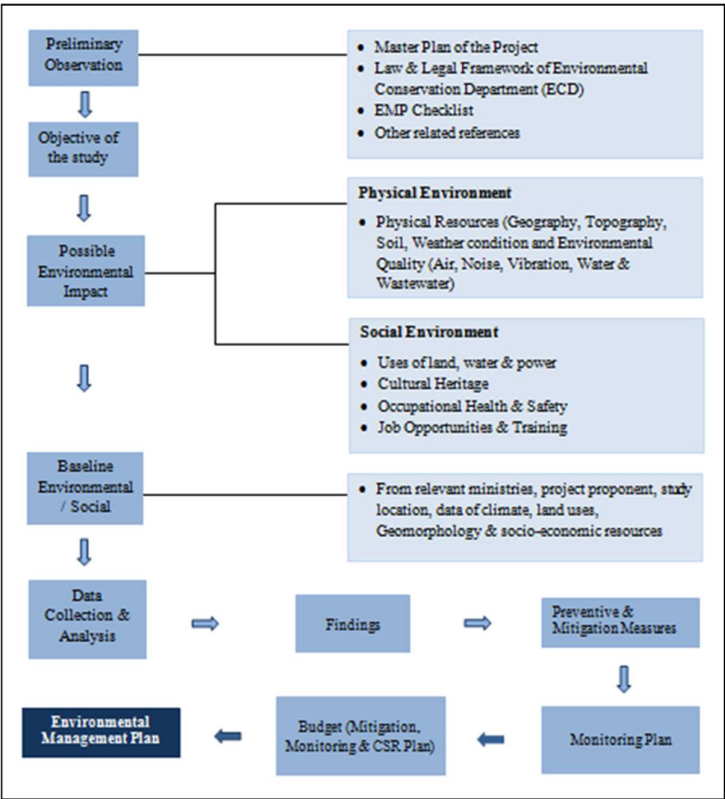 Preliminary
Observation
• Master Plan of the Project
• Law & Legal Framework of Environmental
Conservation Department (ECD)
• EMP Checklist
• Other related references
Objective of
the study
Possible
Environmental
Impact
Physical Environment
• Physical Resources (Geography, Topography,
Soil, Weather condition and Environmental
Quality (Air, Noise, Vibration, Water &
Wastewater)
Social Environment
• Uses of land, water & power
• Cultural Heritage
• Occupational Health & Safety
• Job Opportunities & Training
Baseline
Environmental
/ Social
• From relevant ministries, project proponent, study
location, data of climate, land uses,
Geomorphology & socio-economic resources
Data
Collection &
Analysis
Findings
Preventive &
Mitigation Measures
Monitoring Plan
Budget (Mitigation,
Monitoring & CSR Plan)
Environmental
Management Plan